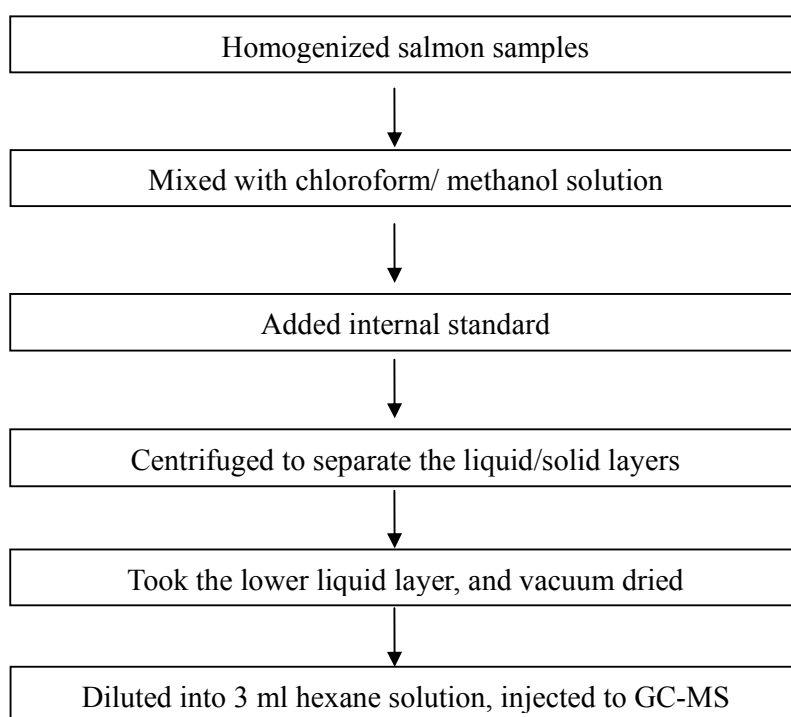 Homogenized salmon samples
Mixed with chloroform/ methanol solution
Added internal standard
Centrifuged to separate the liquid/solid layers
Took the lower liquid layer, and vacuum dried
Diluted into 3 ml hexane solution, injected to GC-MS